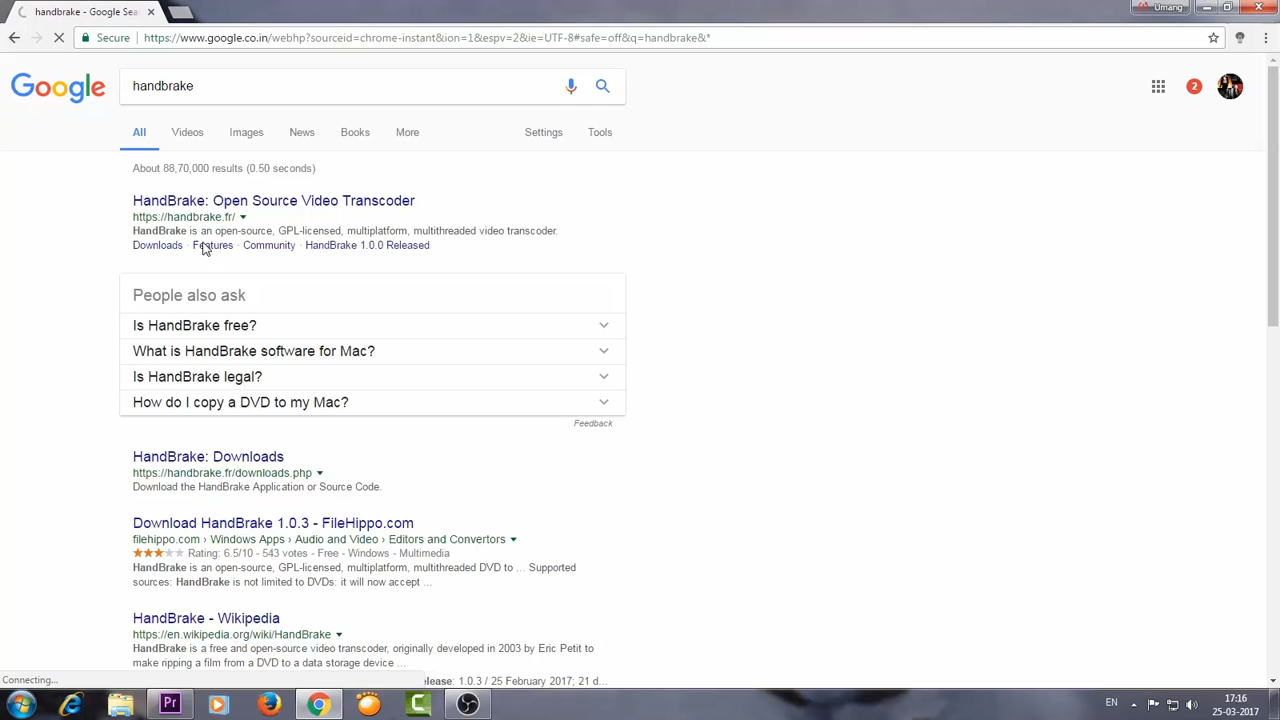 handbrake - Google Sea
Umang
Secure
https://www.google.co.in/webhp?sourceid=chrome-instant&ion=1&espv=2&ie=UTF-8#safe=off&q=handbrake&*
Google
handbrake
2
All Videos Images News Books More Settings Tools
About 88,70,000 results (0.50 seconds)
HandBrake: Open Source Video Transcoder
https://handbrake.fr/
HandBrake is an open-source, GPL-licensed, multiplatform, multithreaded video transcoder.
Downloads · Features · Community · HandBrake 1.0.0 Released
People also ask
Is HandBrake free?
What is HandBrake software for Mac?
Is HandBrake legal?
How do I copy a DVD to my Mac?
Feedback
HandBrake: Downloads
https://handbrake.fr/downloads.php
Download the HandBrake Application or Source Code.
Download HandBrake 1.0.3 - FileHippo.com
filehippo.com › Windows Apps › Audio and Video › Editors and Convertors
Rating: 6.5/10 - 543 votes - Free - Windows - Multimedia
HandBrake is an open-source, GPL-licensed, multiplatform, multithreaded DVD to ... Supported
sources: HandBrake is not limited to DVDs: it will now accept ...
HandBrake - Wikipedia
https://en.wikipedia.org/wiki/HandBrake
HandBrake is a free and open-source video transcoder, originally developed in 2003 by Eric Petit to
make ripping a film from a DVD to a data storage device ...
Connecting...
elease: 1.0.3 / 25 February 2017; 21 d...
Pr
EN
17:16
25-03-2017